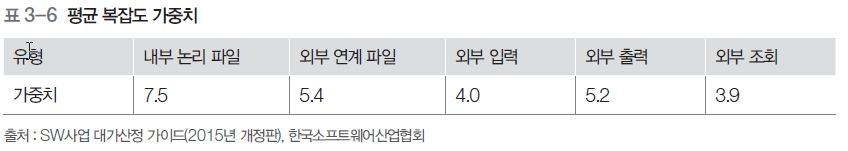 표 3-6 평균 복잡도 가중치
유형 내부 논리 파일 외부 연계 파일 외부 입력 외부 출력 외부 조회
가중치 7.5 5.4 4.0 5.2 3.9
출처 : SW사업 대가산정 가이드(2015년 개정판), 한국소프트웨어산업협회